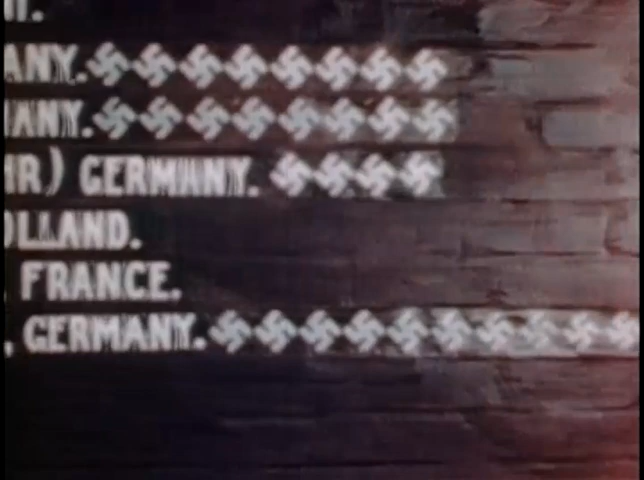 ANY.
ANY.
R) GERMANY.
OLLAND.
, FRANCE.
, GERMANY.